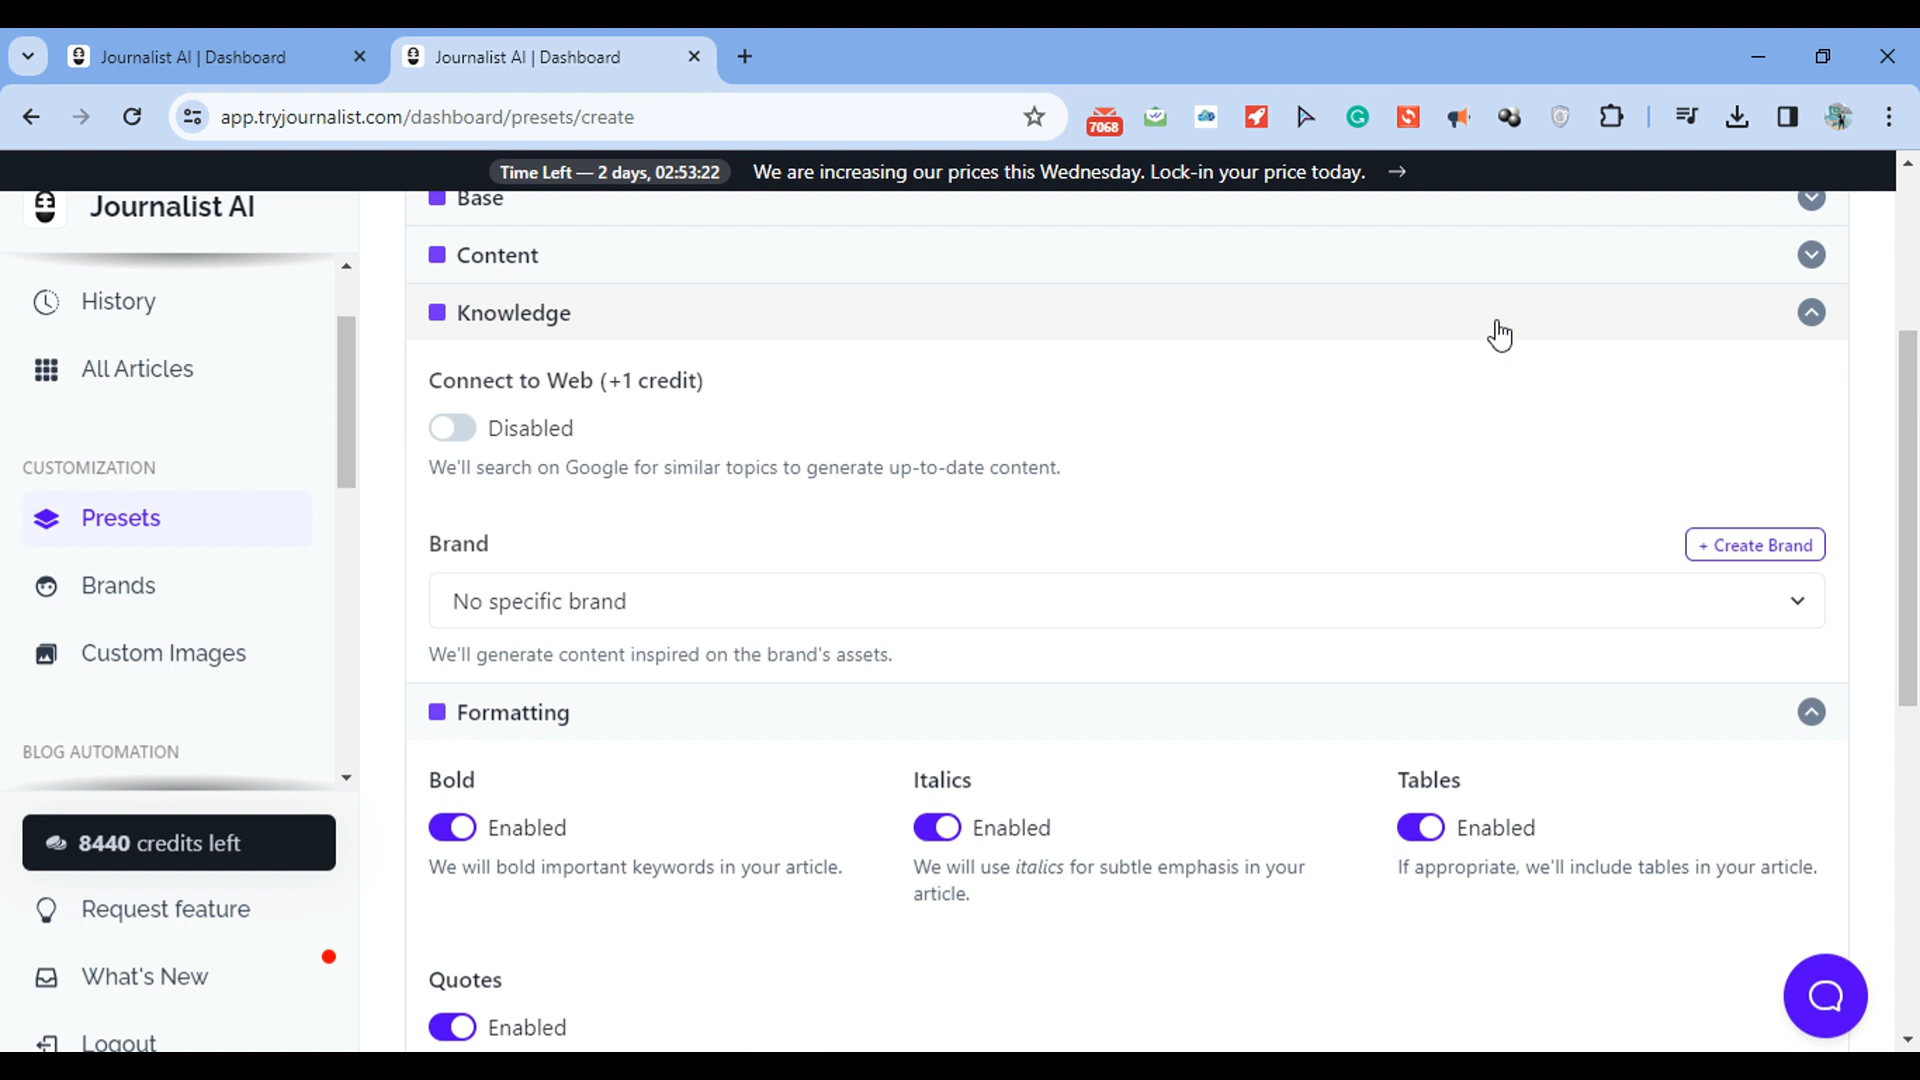 Journalist AI | Dashboard
Journalist AI | Dashboard
app.tryjournalist.com/dashboard/presets/create
7068
Time Left — 2 days, 02:53:22 We are increasing our prices this Wednesday. Lock-in your price today. →
Journalist AI
History
All Articles
CUSTOMIZATION
Presets
Brands
Custom Images
BLOG AUTOMATION
8440 credits left
Request feature
What's New
Logout
Base
Content
Knowledge
Connect to Web (+1 credit)
Disabled
We'll search on Google for similar topics to generate up-to-date content.
Brand
+ Create Brand
No specific brand
We'll generate content inspired on the brand's assets.
Formatting
Bold
Enabled
We will bold important keywords in your article.
Italics
Enabled
We will use italics for subtle emphasis in your
article.
Tables
Enabled
If appropriate, we'll include tables in your article.
Quotes
Enabled